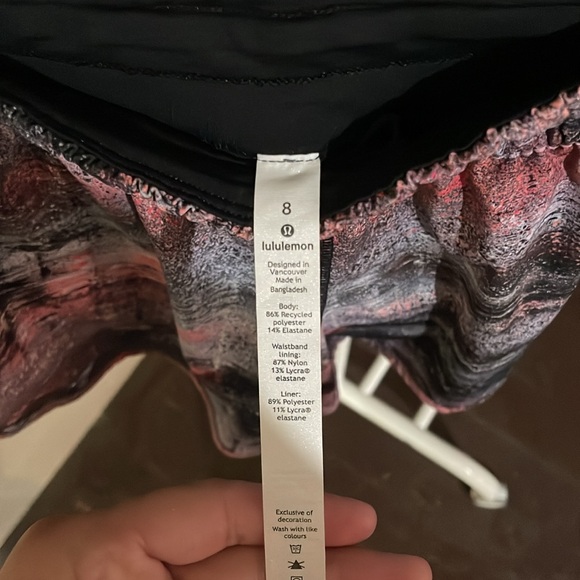 8
lululemon
Designed in
Vancouver
Made in
Bangladesh
Body:
86% Recycled
polyester
14% Elastane
Waistband
lining:
87% Nylon
13% Lycra®
elastane
Liner:
89% Polyester
11% Lycra®
elastane
Exclusive of
decoration
Wash with like
colours